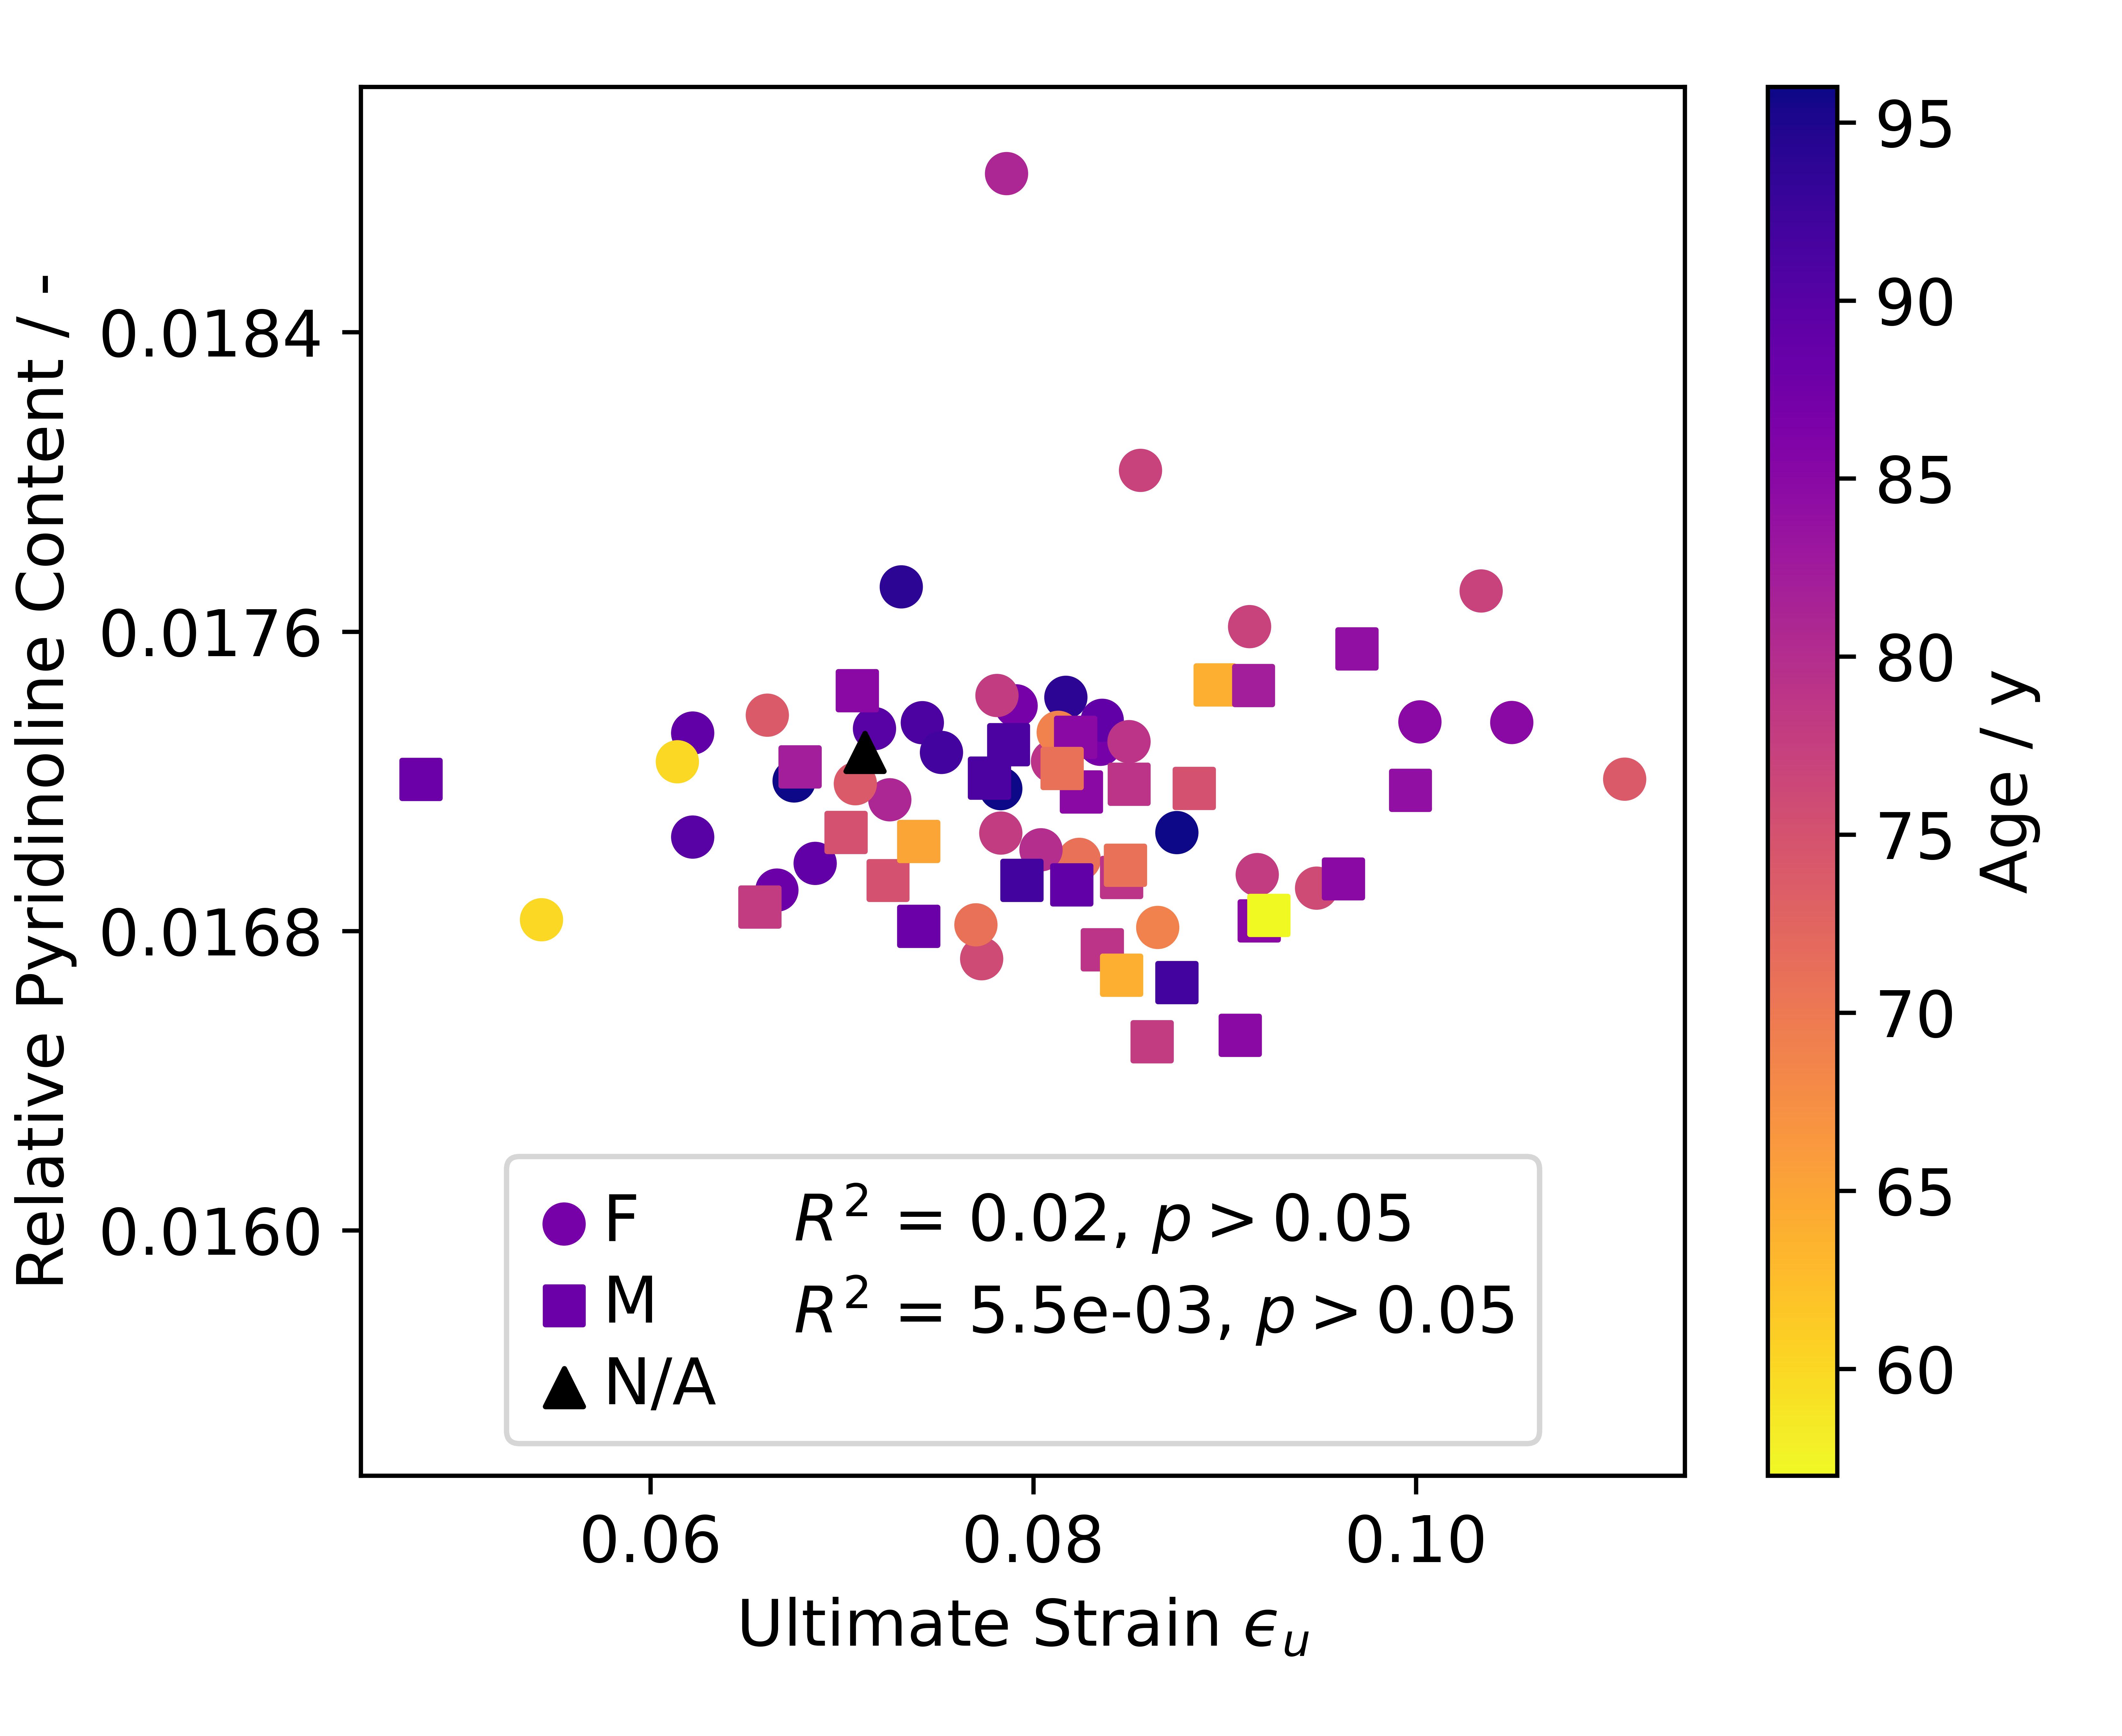 Relative Pyridinoline Content / -
0.0184
0.0176
0.0168
0.0160
F R² = 0.02, p > 0.05
M R² = 5.5e-03, p > 0.05
N/A
0.06 0.08 0.10
Ultimate Strain ϵᵤ
95
90
85
80
75
70
65
60
Age / y